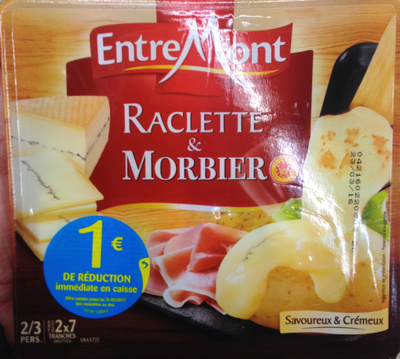 EntreMont
RACLETTE
&
MORBIER
1€
DE RÉDUCTION
immédiate en caisse
2/3
PERS.
2x7
TRANCHES
Savoureux & Crémeux